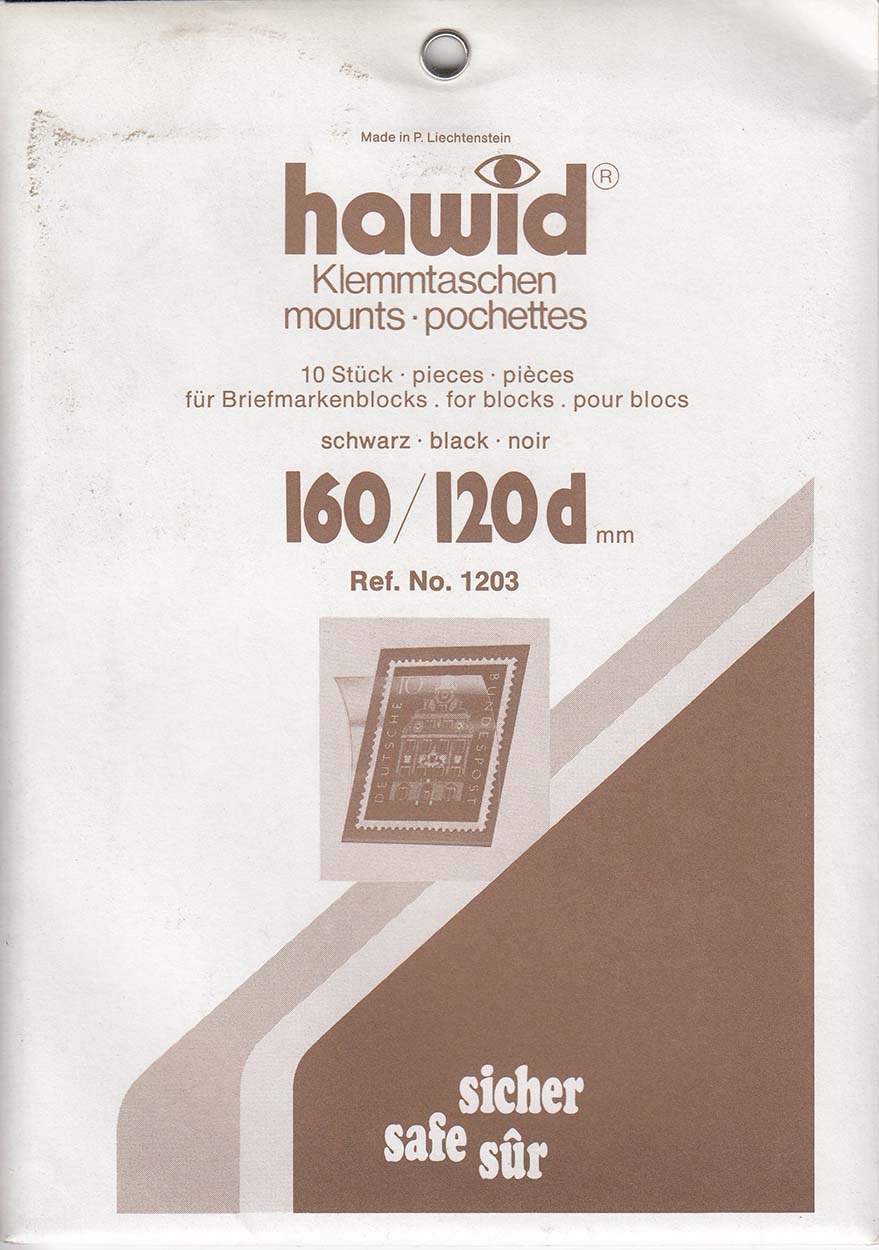 Made in P. Liechtenstein
hawid ®
Klemmtaschen
mounts · pochettes
10 Stück · pieces · pièces
für Briefmarkenblocks . for blocks . pour blocs
schwarz · black · noir
160/120 d mm
Ref. No. 1203
10
DEUTSCHE
BUNDESPOST
sicher
safe
sûr